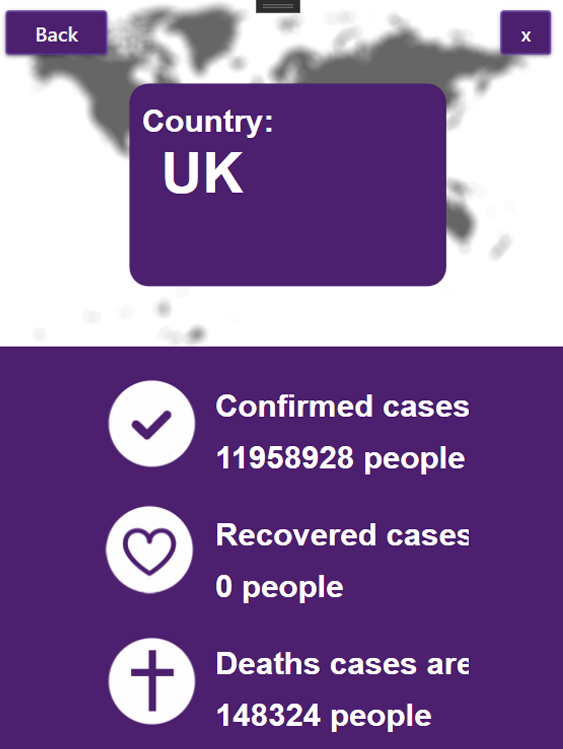 Back
x
Country:
UK
Confirmed cases
11958928 people
Recovered cases
0 people
Deaths cases are
148324 people